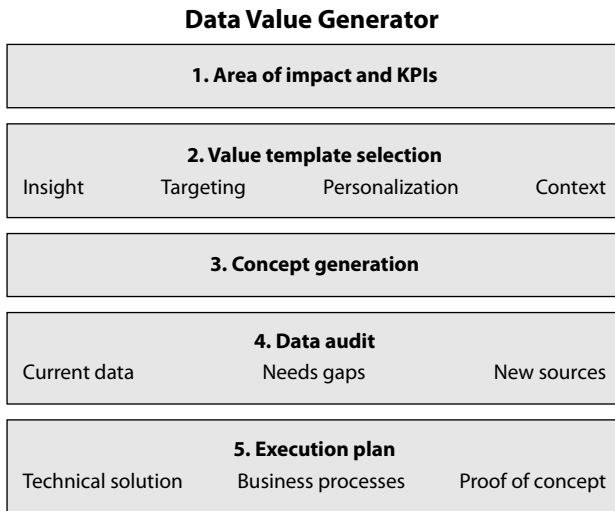 Data Value Generator
1. Area of impact and KPIs
2. Value template selection
Insight Targeting Personalization Context
3. Concept generation
4. Data audit
Current data Needs gaps New sources
5. Execution plan
Technical solution Business processes Proof of concept